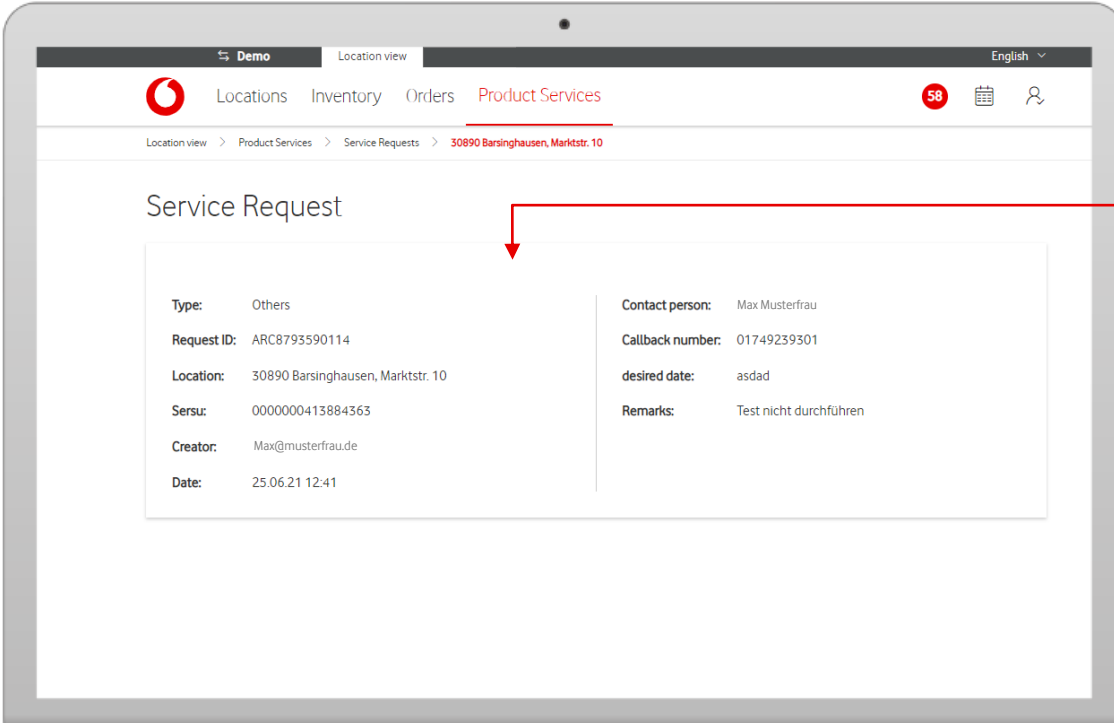 Demo Location view English
Locations Inventory Orders Product Services 58
Location view > Product Services > Service Requests > 30890 Barsinghausen, Marktstr. 10
Service Request
Type: Others
Request ID: ARC8793590114
Location: 30890 Barsinghausen, Marktstr. 10
Sersu: 0000000413884363
Creator: Max@musterfrau.de
Date: 25.06.21 12:41
Contact person: Max Musterfrau
Callback number: 01749239301
desired date: asdad
Remarks: Test nicht durchführen